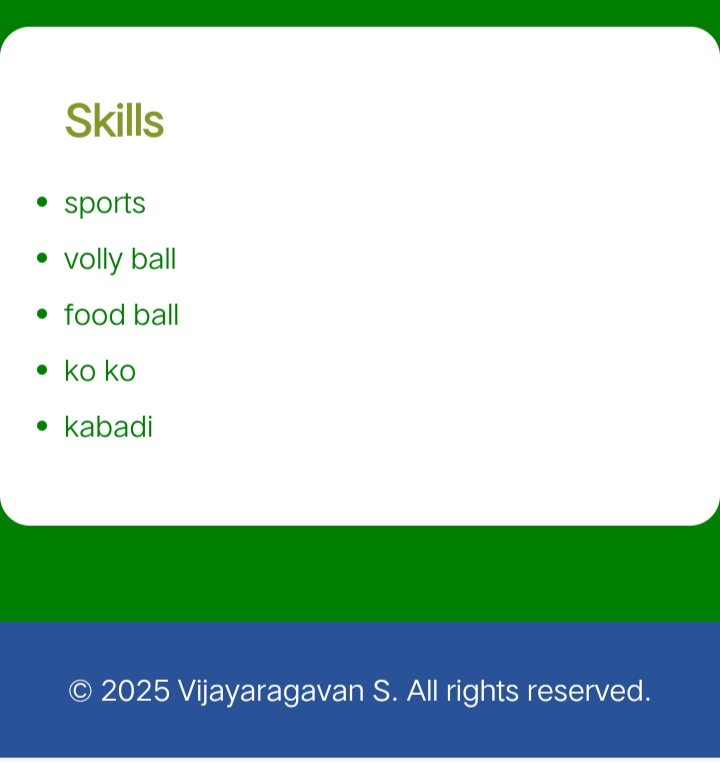 Skills
sports
volly ball
food ball
ko ko
kabadi
© 2025 Vijayaragavan S. All rights reserved.